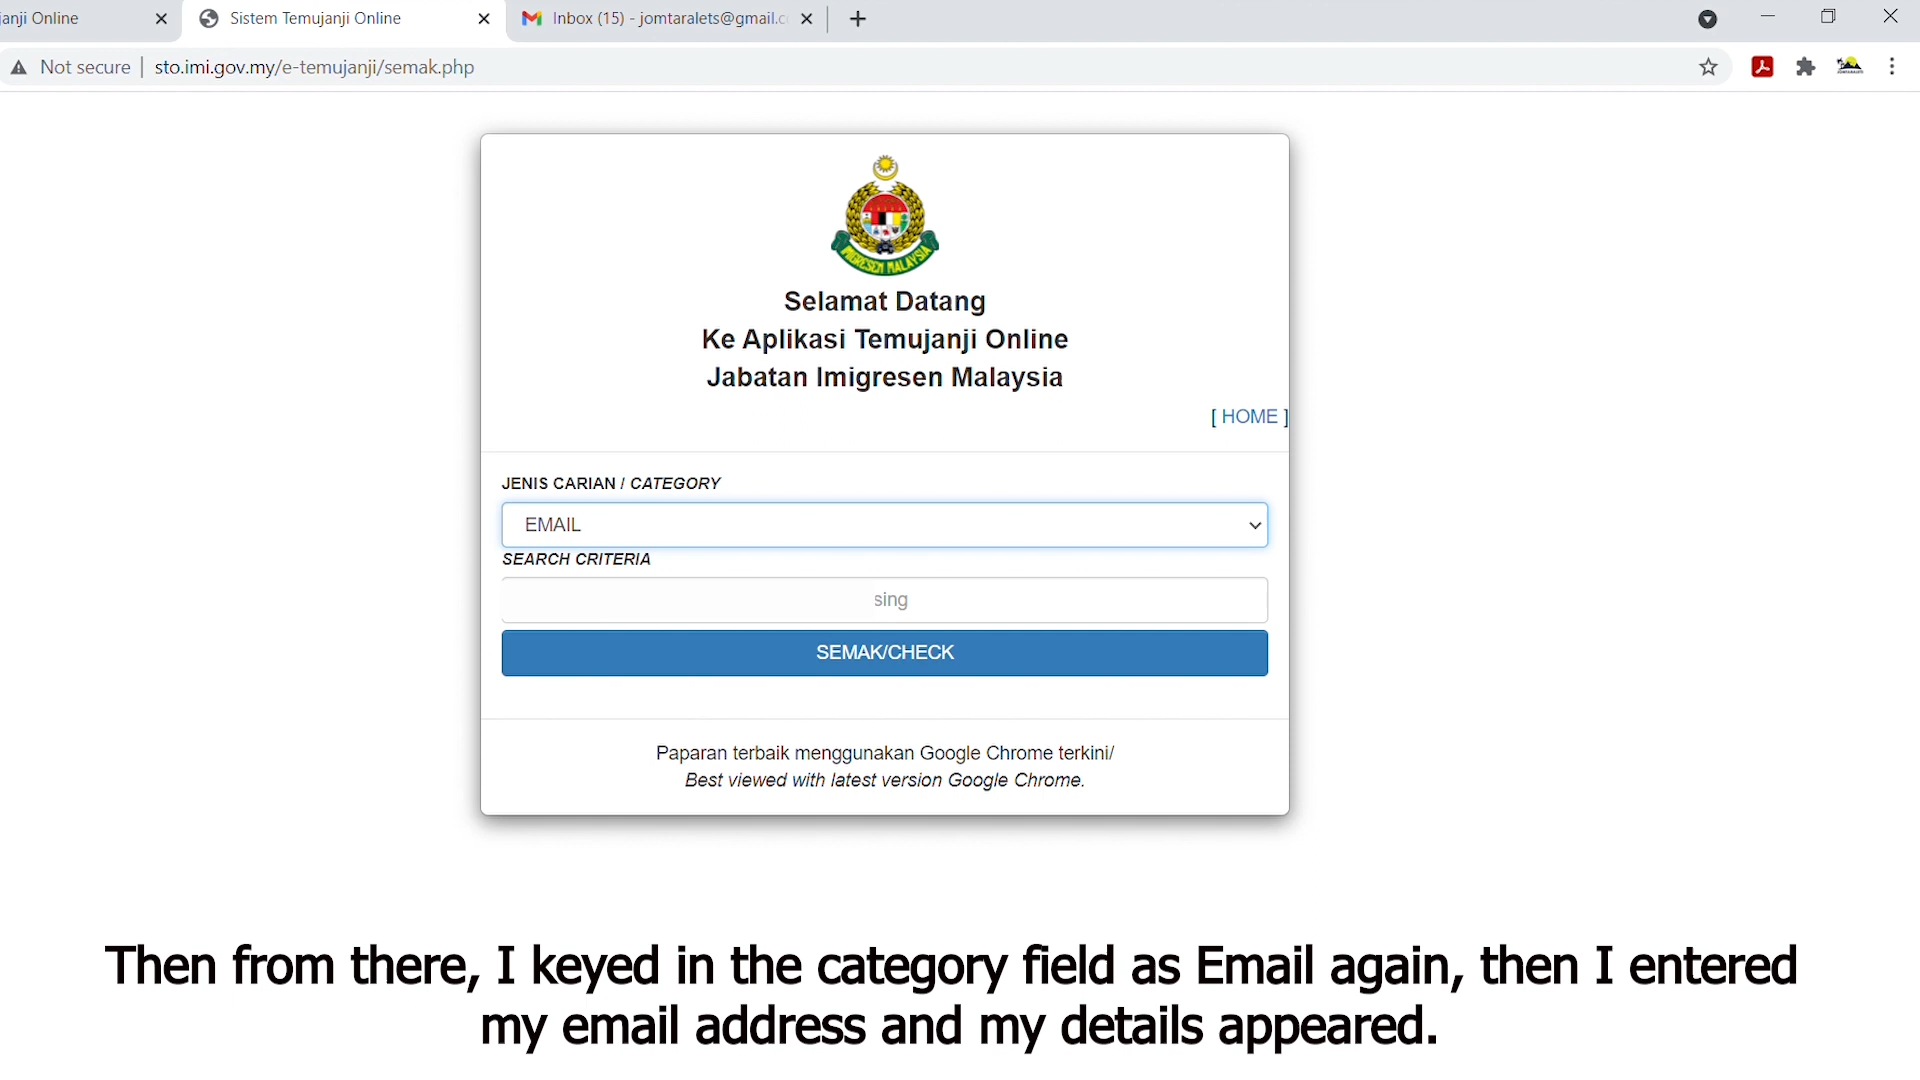 anji Online
Sistem Temujanji Online
Inbox (15) - jomtaralets@gmail.c
Not secure | sto.imi.gov.my/e-temujanji/semak.php
IMIGRESEN MALAYSIA
Selamat Datang
Ke Aplikasi Temujanji Online
Jabatan Imigresen Malaysia
[ HOME ]
JENIS CARIAN / CATEGORY
EMAIL
SEARCH CRITERIA
sing
SEMAK/CHECK
Paparan terbaik menggunakan Google Chrome terkini/
Best viewed with latest version Google Chrome.
Then from there, I keyed in the category field as Email again, then I entered
my email address and my details appeared.